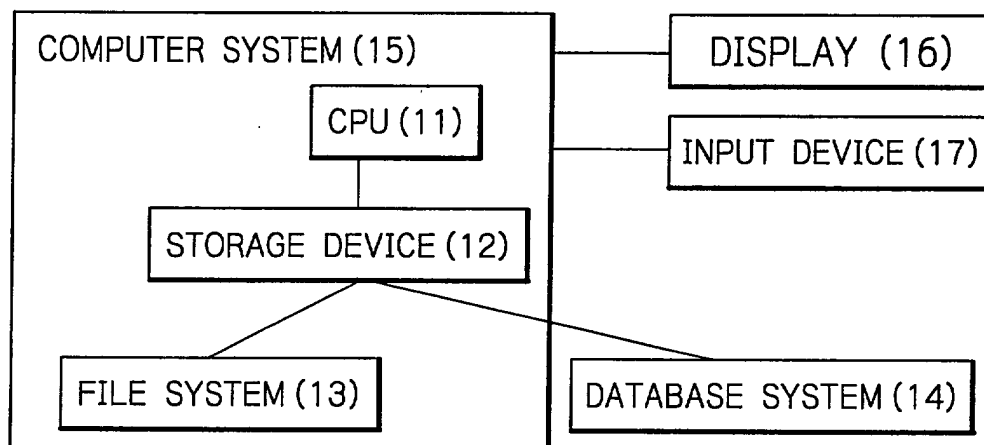 COMPUTER SYSTEM (15)
DISPLAY (16)
CPU (11)
INPUT DEVICE (17)
STORAGE DEVICE (12)
FILE SYSTEM (13)
DATABASE SYSTEM (14)